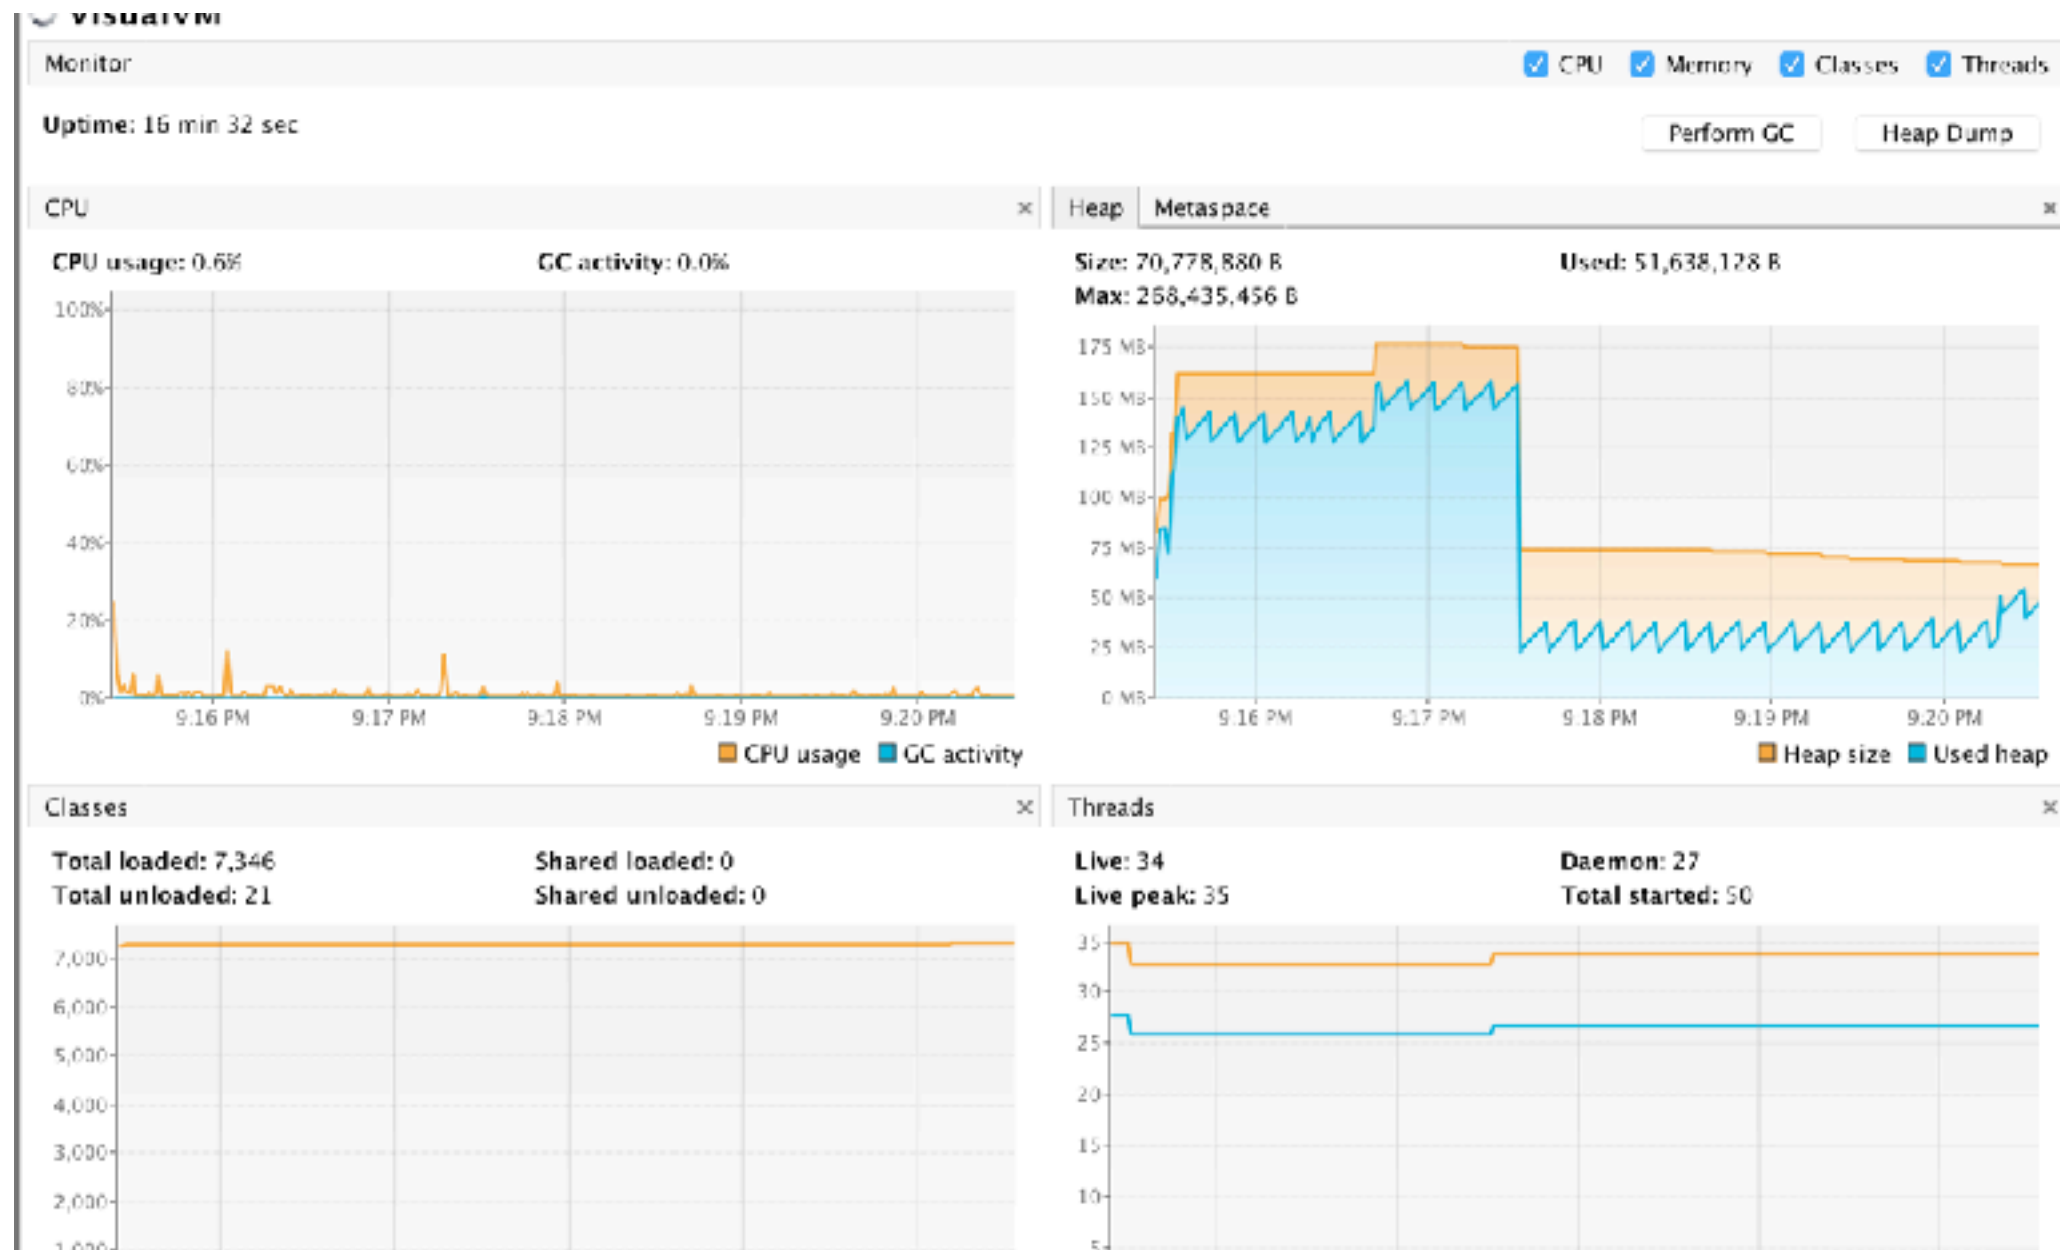 VisualVM
Monitor
CPU Memory Classes Threads
Uptime: 16 min 32 sec
Perform GC Heap Dump
CPU
CPU usage: 0.6% GC activity: 0.0%
100%
80%
60%
40%
20%
0%
9:16 PM 9:17 PM 9:18 PM 9:19 PM 9:20 PM
CPU usage GC activity
Heap Metaspace
Size: 70,778,880 B Used: 51,638,128 B
Max: 268,435,456 B
175 MB
150 MB
125 MB
100 MB
75 MB
50 MB
25 MB
0 MB
9:16 PM 9:17 PM 9:18 PM 9:19 PM 9:20 PM
Heap size Used heap
Classes
Total loaded: 7,346 Shared loaded: 0
Total unloaded: 21 Shared unloaded: 0
7,000
6,000
5,000
4,000
3,000
2,000
1,000
Threads
Live: 34 Daemon: 27
Live peak: 35 Total started: 50
35
30
25
20
15
10
5